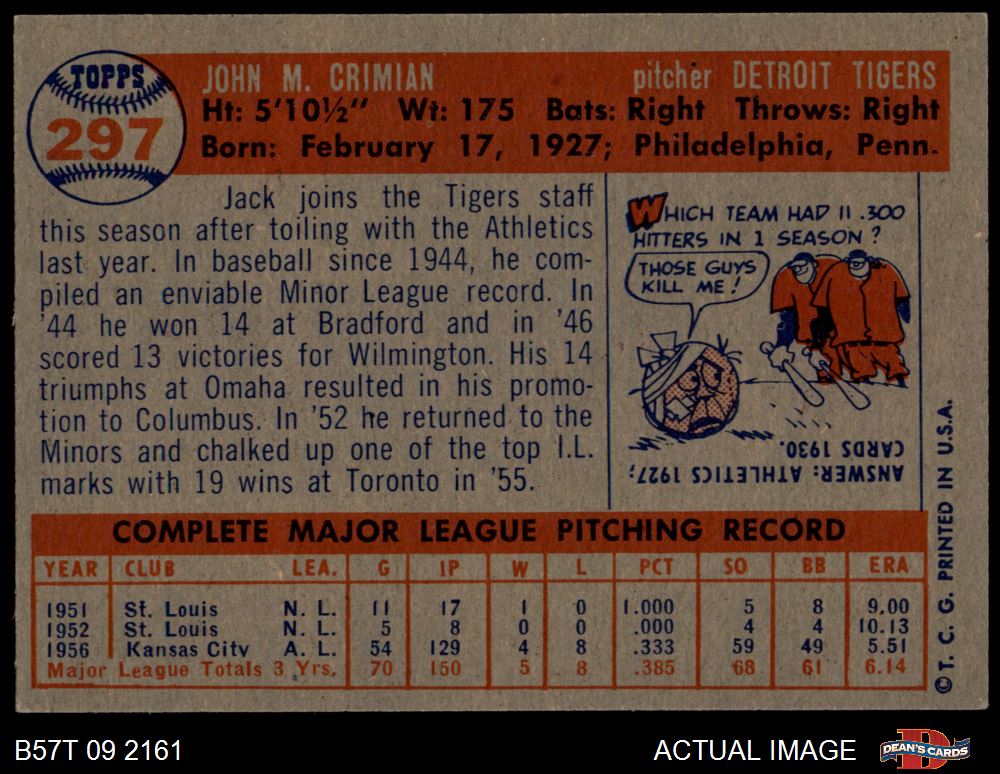 TOPPS
297
JOHN M. CRIMIAN pitcher DETROIT TIGERS
Ht: 5'10½" Wt: 175 Bats: Right Throws: Right
Born: February 17, 1927; Philadelphia, Penn.
Jack joins the Tigers staff
this season after toiling with the Athletics
last year. In baseball since 1944, he com-
piled an enviable Minor League record. In
'44 he won 14 at Bradford and in '46
scored 13 victories for Wilmington. His 14
triumphs at Omaha resulted in his promo-
tion to Columbus. In '52 he returned to the
Minors and chalked up one of the top I.L.
marks with 19 wins at Toronto in '55.
WHICH TEAM HAD 11 .300
HITTERS IN 1 SEASON?
THOSE GUYS
KILL ME!
ANSWER: ATHLETICS 1927;
CARDS 1930.
COMPLETE MAJOR LEAGUE PITCHING RECORD
YEAR CLUB LEA. G IP W L PCT SO BB ERA
1951 St. Louis N. L. 11 17 1 0 1.000 5 8 9.00
1952 St. Louis N. L. 5 8 0 0 .000 4 4 10.13
1956 Kansas City A. L. 54 129 4 8 .333 59 49 5.51
Major League Totals 3 Yrs. 70 150 5 8 .385 68 61 6.14
© T. C. G. PRINTED IN U.S.A.
B57T 09 2161 ACTUAL IMAGE
DEAN'S CARDS